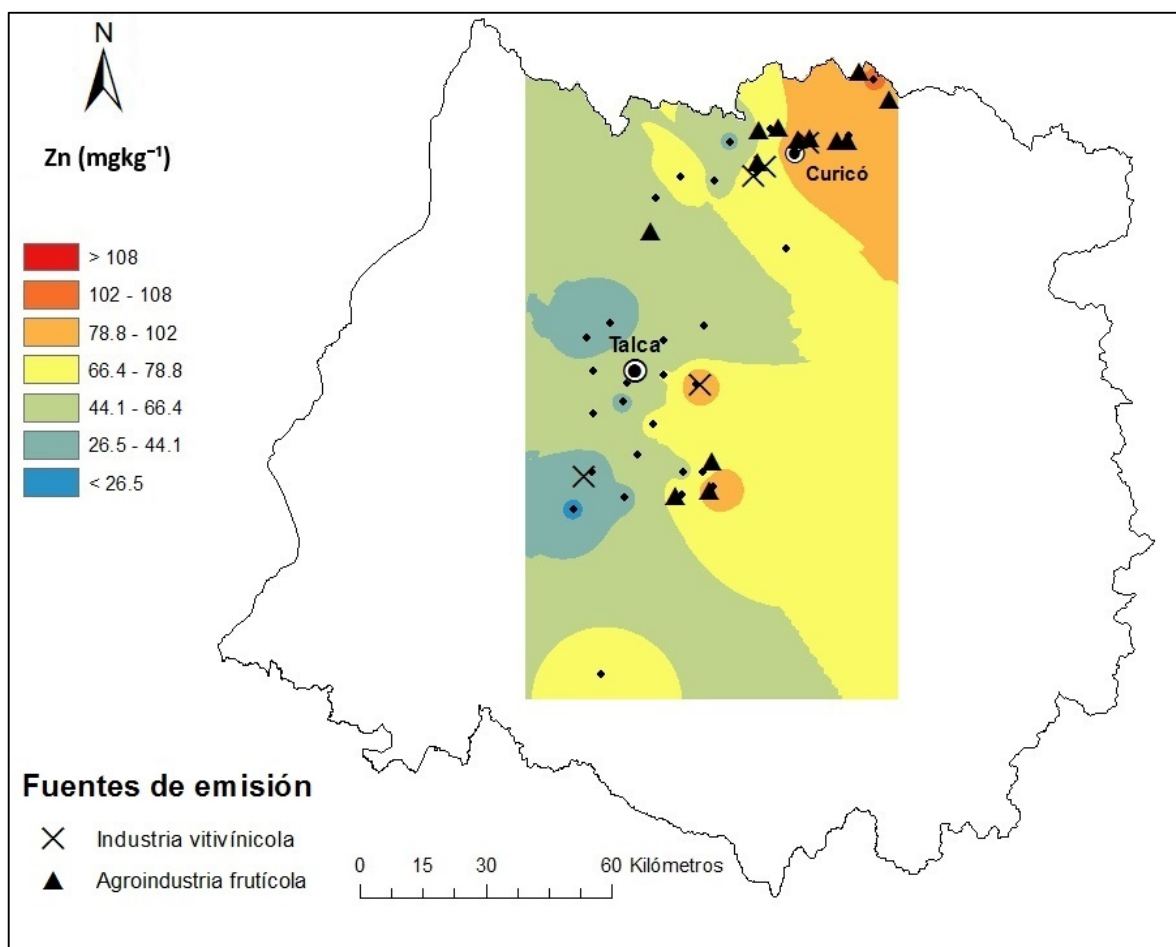 N
Zn (mgkg⁻¹)
> 108
102 - 108
78.8 - 102
66.4 - 78.8
44.1 - 66.4
26.5 - 44.1
< 26.5
Curicó
Talca
Fuentes de emisión
Industria vitivínicola
Agroindustria frutícola
0 15 30 60 Kilómetros